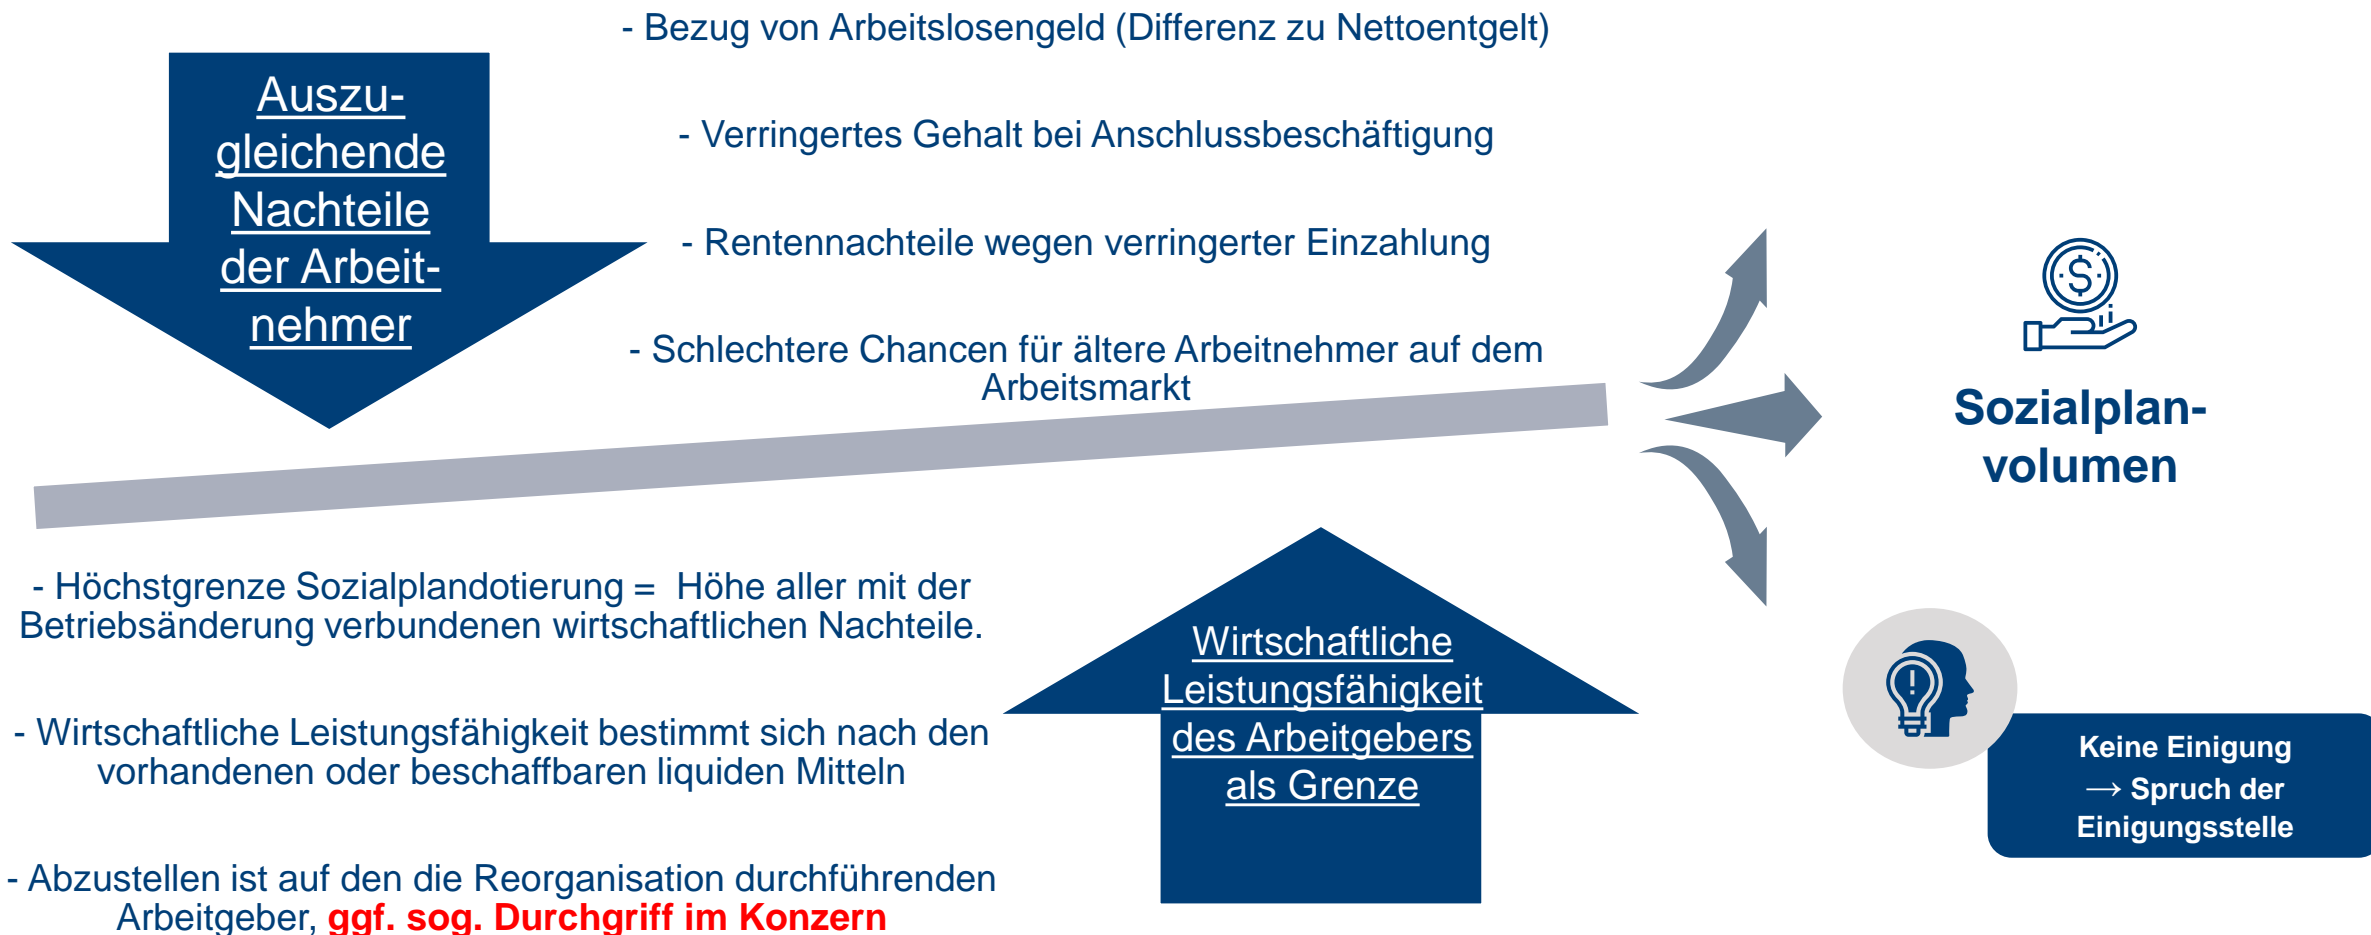 - Bezug von Arbeitslosengeld (Differenz zu Nettoentgelt)
Auszu-
gleichende
Nachteile
der Arbeit-
nehmer
- Verringertes Gehalt bei Anschlussbeschäftigung
- Rentennachteile wegen verringerter Einzahlung
- Schlechtere Chancen für ältere Arbeitnehmer auf dem
Arbeitsmarkt
$
Sozialplan-
volumen
- Höchstgrenze Sozialplandotierung = Höhe aller mit der
Betriebsänderung verbundenen wirtschaftlichen Nachteile.
- Wirtschaftliche Leistungsfähigkeit bestimmt sich nach den
vorhandenen oder beschaffbaren liquiden Mitteln
- Abzustellen ist auf den die Reorganisation durchführenden
Arbeitgeber, ggf. sog. Durchgriff im Konzern
Wirtschaftliche
Leistungsfähigkeit
des Arbeitgebers
als Grenze
Keine Einigung
→ Spruch der
Einigungsstelle